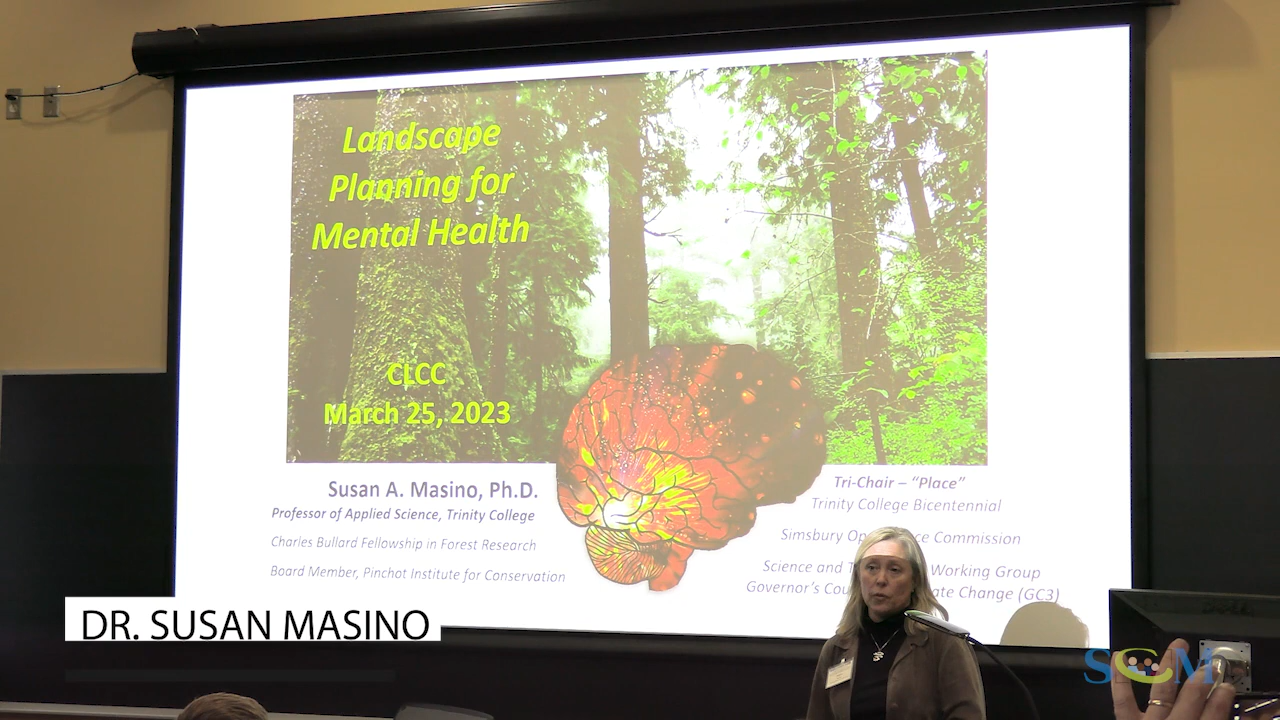 Landscape
Planning for
Mental Health
CLCC
March 25, 2023
Susan A. Masino, Ph.D.
Professor of Applied Science, Trinity College
Charles Bullard Fellowship in Forest Research
Board Member, Pinchot Institute for Conservation
Tri-Chair – “Place”
Trinity College Bicentennial
Simsbury Op ce Commission
Science and T Working Group
Governor’s Cou ate Change (GC3)
DR. SUSAN MASINO
DELL
SCM